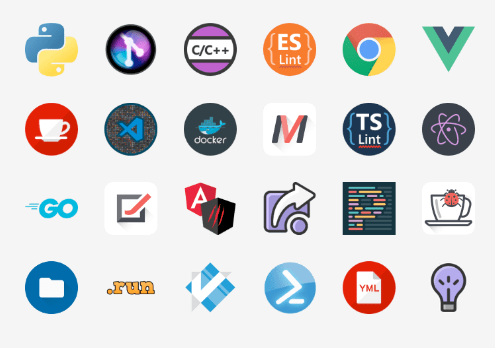 C/C++
{ES}
Lint
docker
{TS}
Lint
GO
A
.run
YML